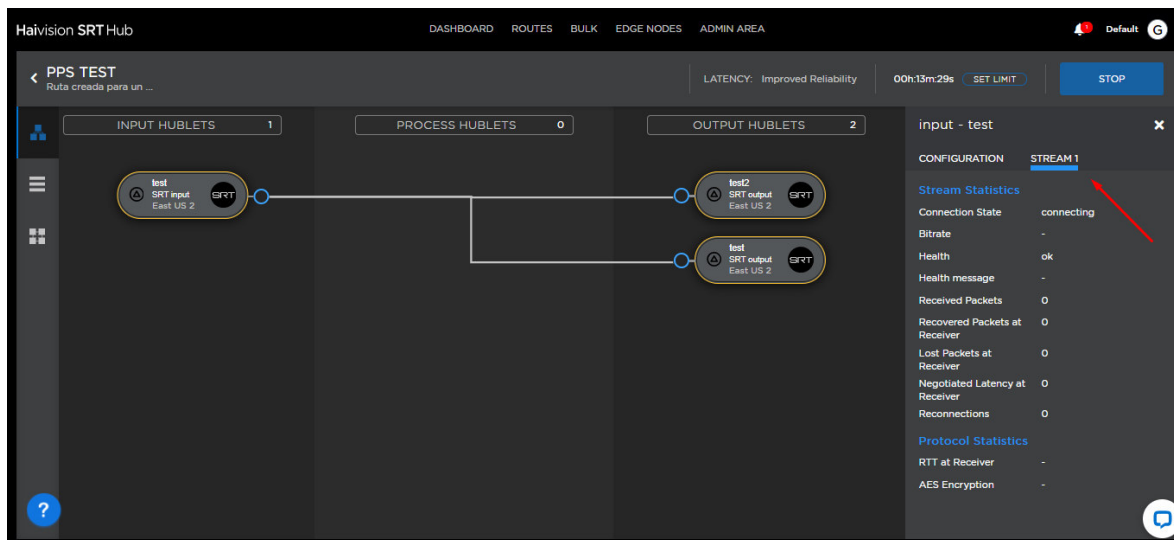 Haivision SRT Hub
DASHBOARD ROUTES BULK EDGE NODES ADMIN AREA
Default G
PPS TEST
Ruta creada para un ...
LATENCY: Improved Reliability
00h:13m:29s SET LIMIT
STOP
INPUT HUBLETS 1
PROCESS HUBLETS 0
OUTPUT HUBLETS 2
test
SRT input
East US 2
SRT
test2
SRT output
East US 2
SRT
test
SRT output
East US 2
SRT
input - test
CONFIGURATION STREAM 1
Stream Statistics
Connection State connecting
Bitrate -
Health ok
Health message -
Received Packets 0
Recovered Packets at 0
Receiver
Lost Packets at 0
Receiver
Negotiated Latency at 0
Receiver
Reconnections 0
Protocol Statistics
RTT at Receiver -
AES Encryption -
?